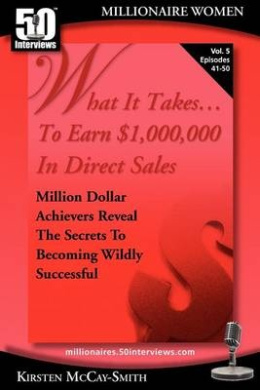 50
Interviews
MILLIONAIRE WOMEN
Vol. 5
Episodes
41-50
What It Takes...
To Earn $1,000,000
In Direct Sales
Million Dollar
Achievers Reveal
The Secrets To
Becoming Wildly
Successful
$
millionaires.50interviews.com
KIRSTEN MCCAY-SMITH